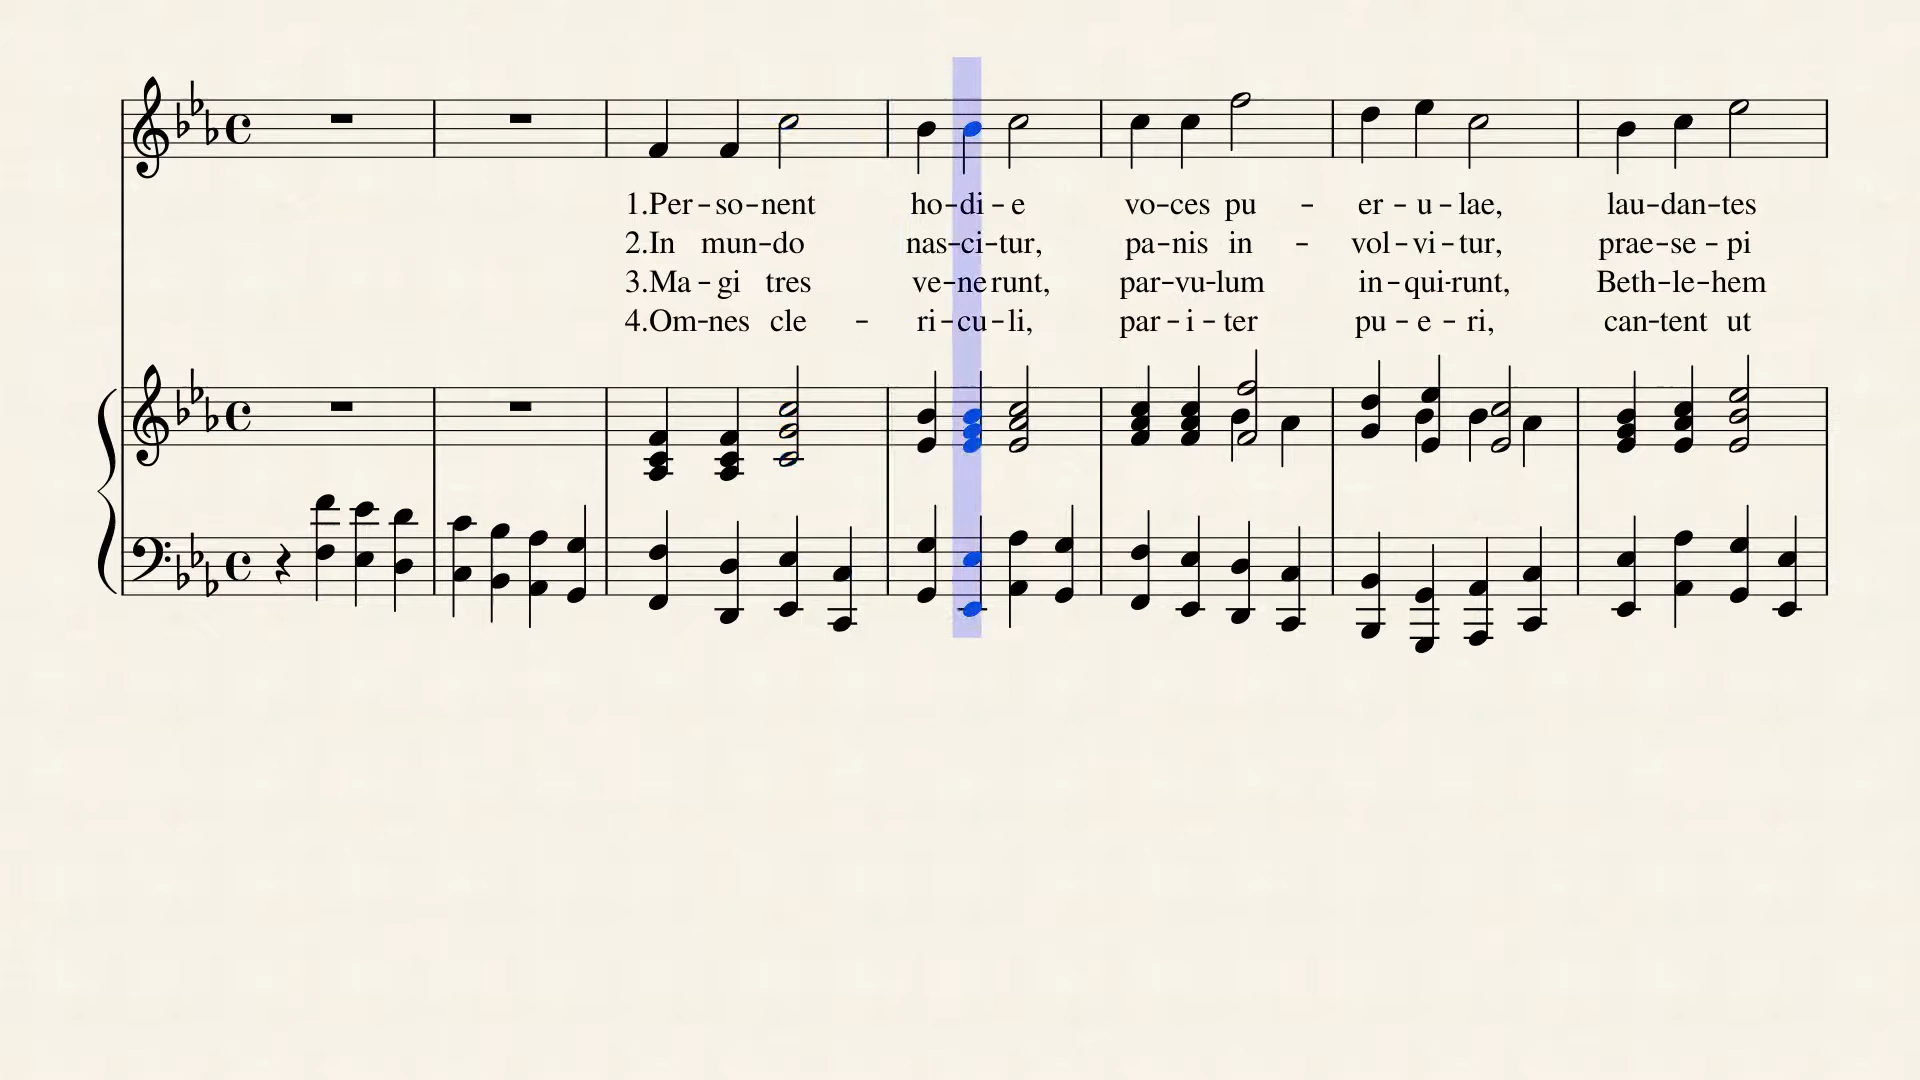 1.Per-so-nent ho-di-e vo-ces pu - er-u-lae, lau-dan-tes
2.In mun-do nas-ci-tur, pa-nis in - vol-vi-tur, prae-se-pi
3.Ma-gi tres ve-ne runt, par-vu-lum in-qui-runt, Beth-le-hem
4.Om-nes cle - ri-cu-li, par-i-ter pu-e-ri, can-tent ut